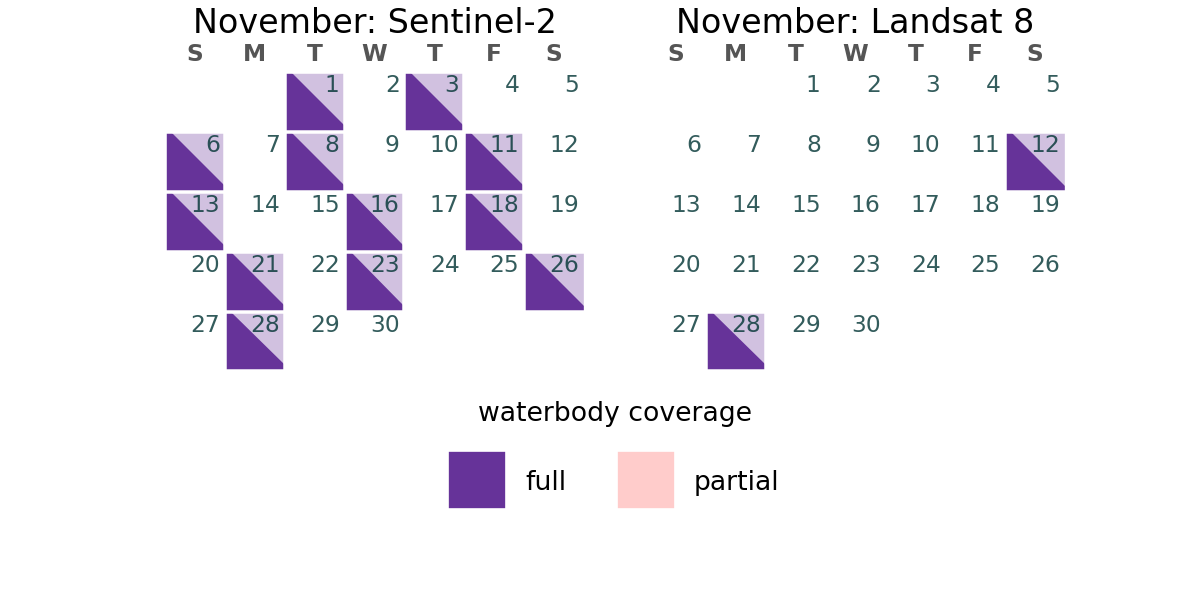 November: Sentinel-2
S M T W T F S
1 2 3 4 5
6 7 8 9 10 11 12
13 14 15 16 17 18 19
20 21 22 23 24 25 26
27 28 29 30
November: Landsat 8
S M T W T F S
1 2 3 4 5
6 7 8 9 10 11 12
13 14 15 16 17 18 19
20 21 22 23 24 25 26
27 28 29 30
waterbody coverage
full
partial